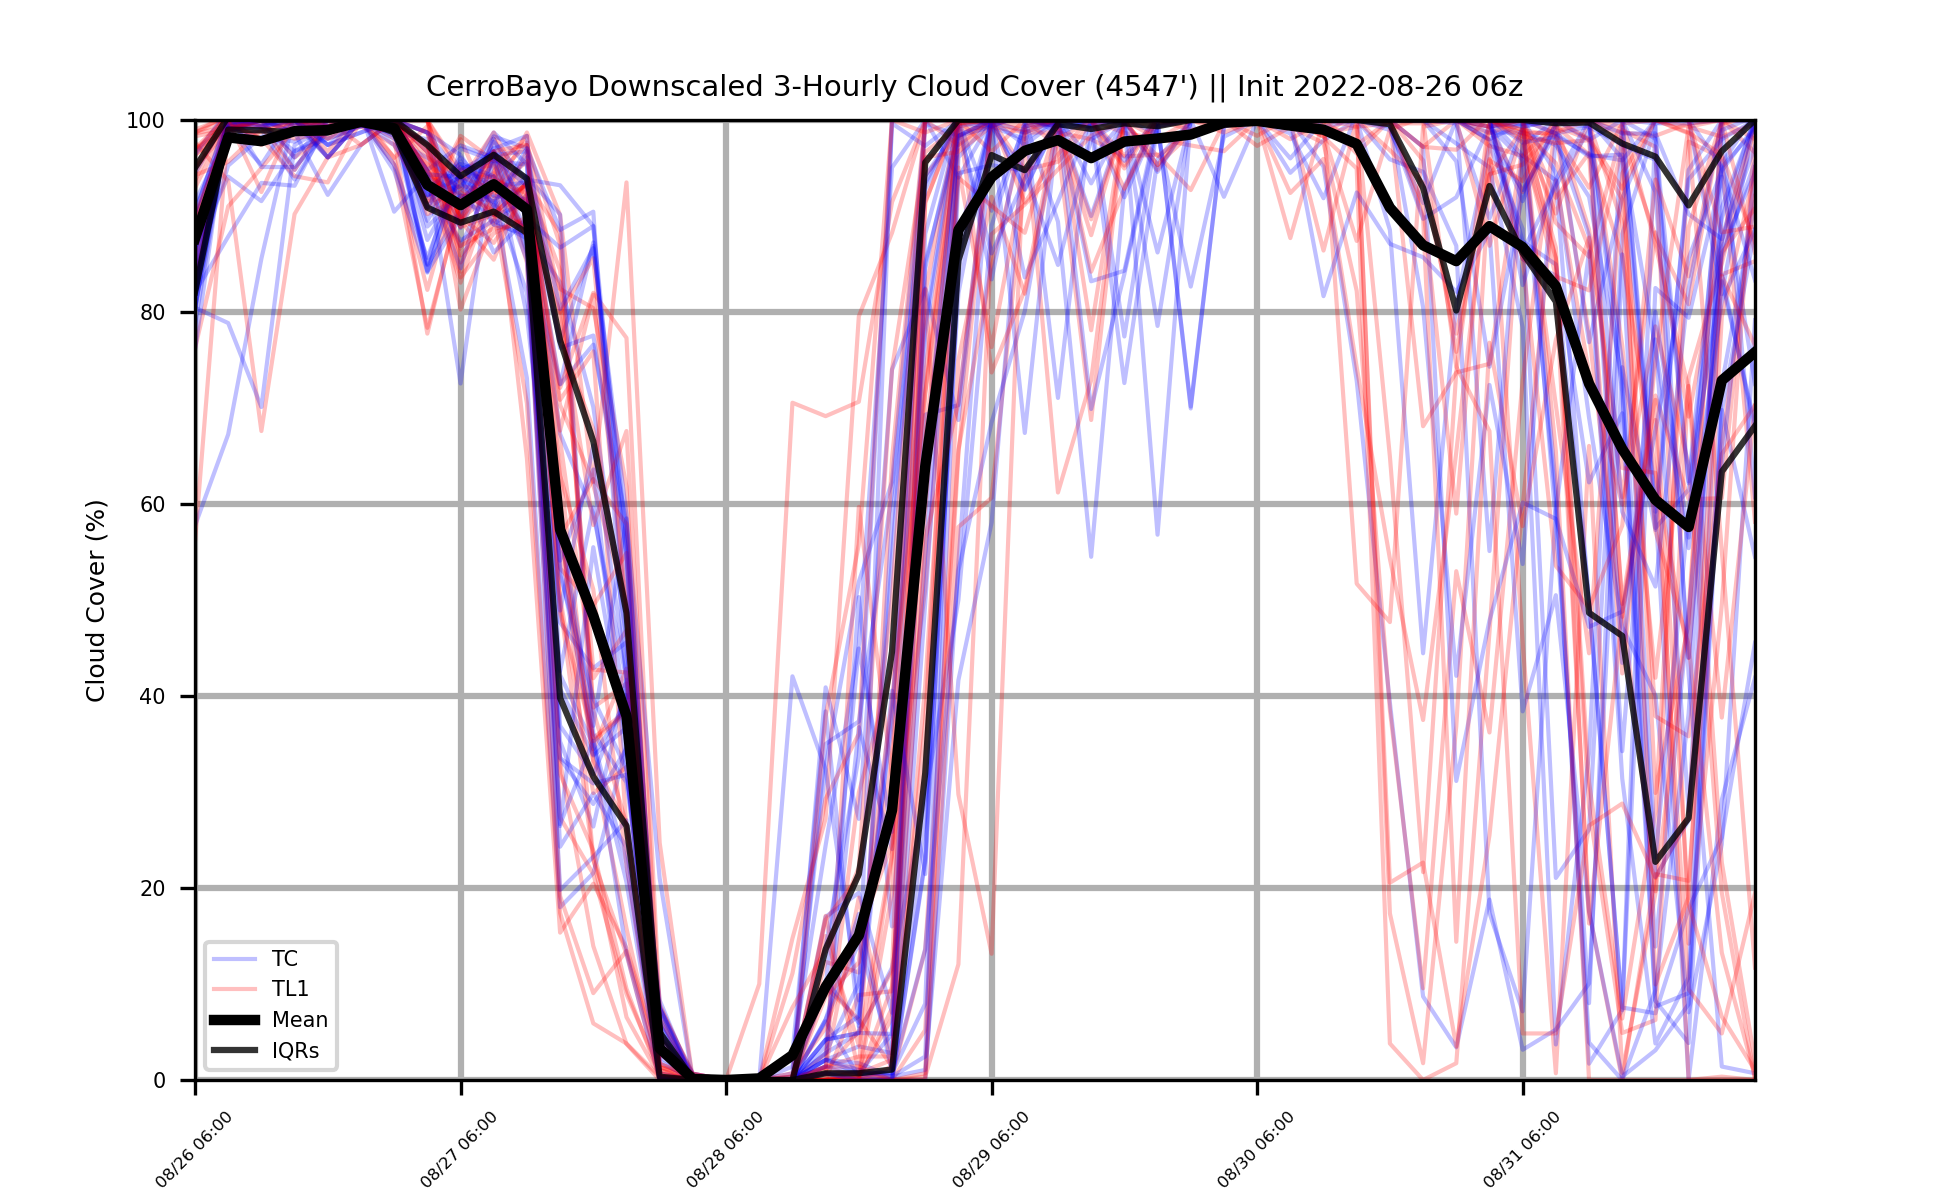 CerroBayo Downscaled 3-Hourly Cloud Cover (4547') || Init 2022-08-26 06z
100
80
60
40
20
0
Cloud Cover (%)
TC
TL1
Mean
IQRs
08/26 06:00
08/27 06:00
08/28 06:00
08/29 06:00
08/30 06:00
08/31 06:00